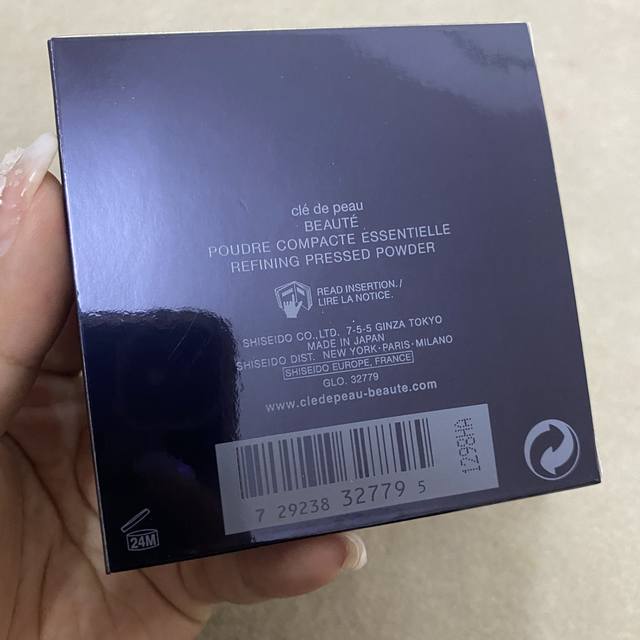 clé de peau
BEAUTÉ
POUDRE COMPACTE ESSENTIELLE
REFINING PRESSED POWDER
READ INSERTION./
LIRE LA NOTICE.
SHISEIDO CO., LTD. 7-5-5 GINZA TOKYO
MADE IN JAPAN
SHISEIDO DIST. NEW YORK·PARIS·MILANO
SHISEIDO EUROPE, FRANCE
GLO. 32779
www.cledepeau-beaute.com
1298HA
7 29238 32779 5
24M